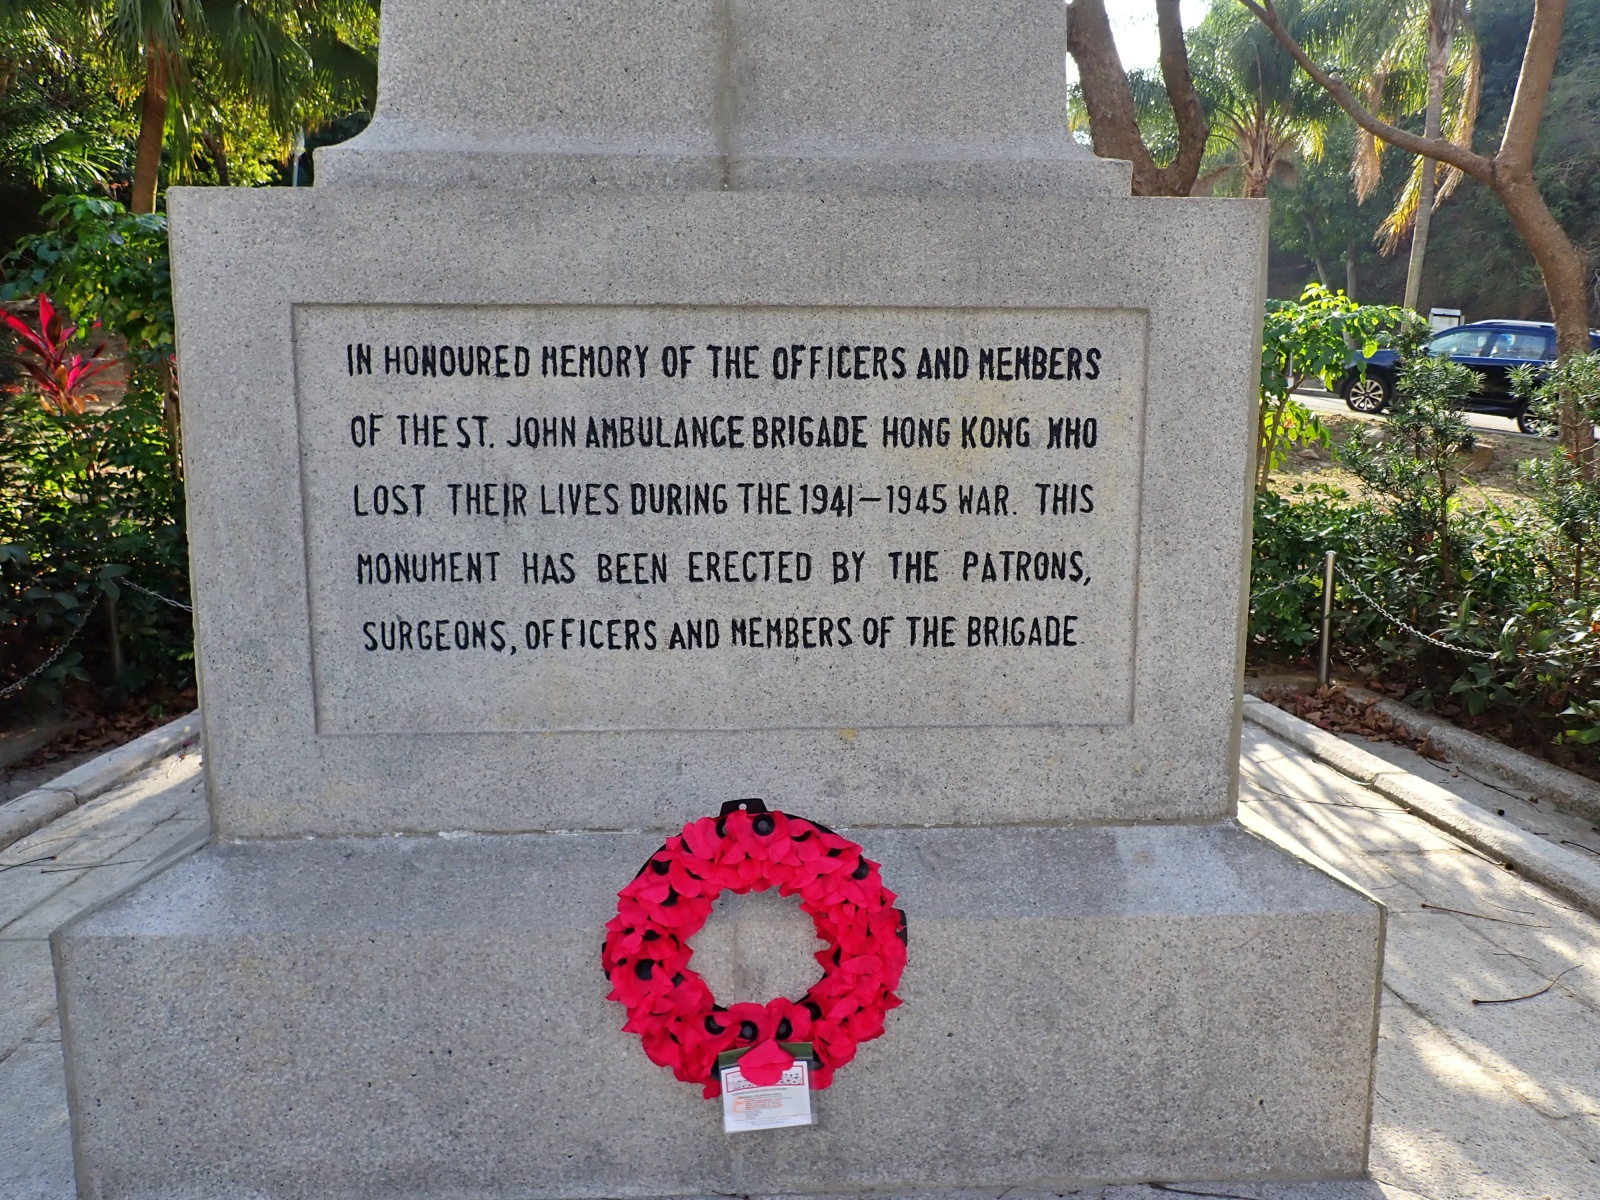 IN HONOURED MEMORY OF THE OFFICERS AND MEMBERS
OF THE ST. JOHN AMBULANCE BRIGADE HONG KONG WHO
LOST THEIR LIVES DURING THE 1941–1945 WAR. THIS
MONUMENT HAS BEEN ERECTED BY THE PATRONS,
SURGEONS, OFFICERS AND MEMBERS OF THE BRIGADE